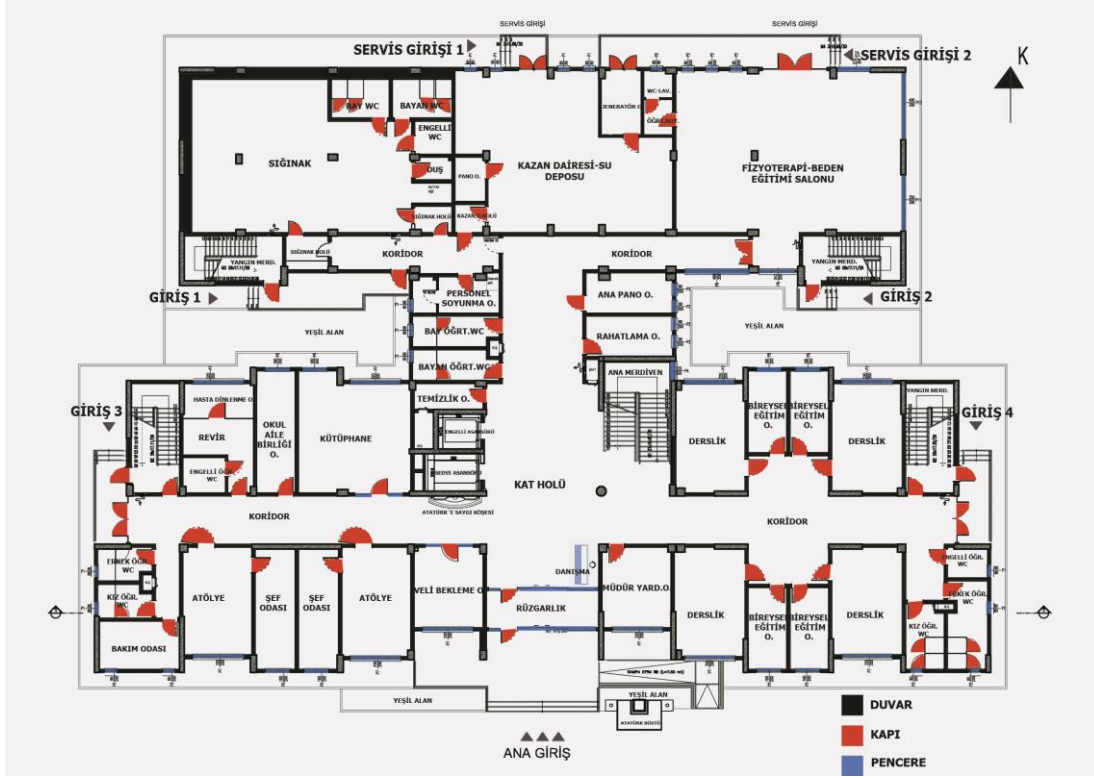 SERVİS GİRİŞİ
SERVİS GİRİŞİ
SERVİS GİRİŞİ 1
SERVİS GİRİŞİ 2
K
BAY WC
BAYAN WC
ENGELLİ
WC
JENERATÖR O.
WC-LAV.
ÖĞRT.SOY.
SIĞINAK
DUŞ
PANO O.
KAZAN DAİRESİ-SU
DEPOSU
FİZYOTERAPİ-BEDEN
EĞİTİMİ SALONU
SIĞINAK HOLÜ
YANGIN MERD.
SIĞINAK HOLÜ
KORİDOR
KORİDOR
YANGIN MERD.
GİRİŞ 1
PERSONEL
SOYUNMA O.
ANA PANO O.
GİRİŞ 2
YEŞİL ALAN
BAY ÖĞRT.WC
RAHATLAMA O.
YEŞİL ALAN
BAYAN ÖĞRT.WC
ANA MERDİVEN
GİRİŞ 3
HASTA DİNLENME O.
TEMİZLİK O.
YANGIN MERD.
GİRİŞ 4
REVİR
OKUL
AİLE
BİRLİĞİ
O.
KÜTÜPHANE
ENGELLİ ASANSÖRÜ
DERSLİK
BİREYSEL
EĞİTİM
O.
BİREYSEL
EĞİTİM
O.
DERSLİK
ENGELLİ ÖĞR.
WC
SEDYE ASANSÖRÜ
KAT HOLÜ
ATATÜRK'E SAYGI KÖŞESİ
KORİDOR
KORİDOR
ERKEK ÖĞR.
WC
KIZ ÖĞR.
WC
ATÖLYE
ŞEF
ODASI
ŞEF
ODASI
ATÖLYE
VELİ BEKLEME O.
DANIŞMA
RÜZGARLIK
MÜDÜR YARD.O.
DERSLİK
BİREYSEL
EĞİTİM
O.
BİREYSEL
EĞİTİM
O.
DERSLİK
ENGELLİ ÖĞR.
WC
ERKEK ÖĞR.
WC
KIZ ÖĞR.
WC
BAKIM ODASI
YEŞİL ALAN
YEŞİL ALAN
ATATÜRK BÜSTÜ
ANA GİRİŞ
DUVAR
KAPI
PENCERE